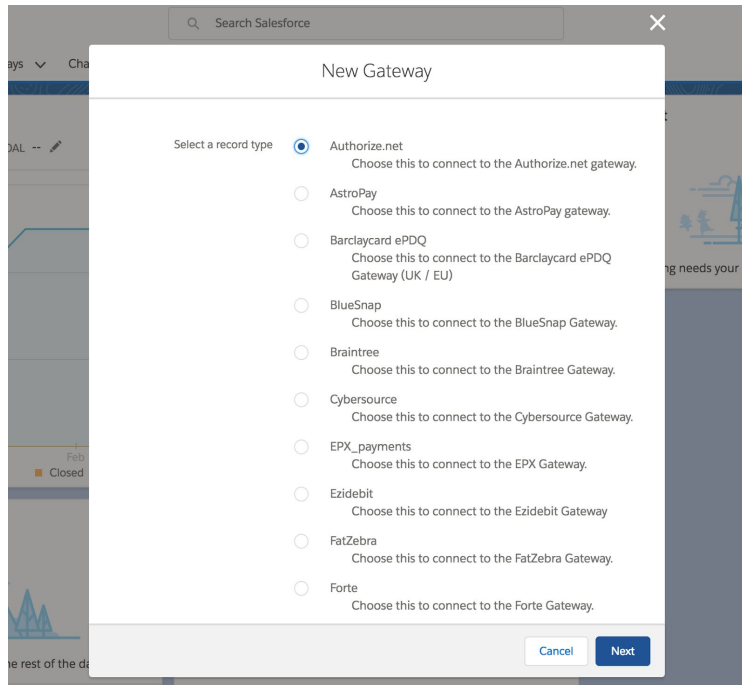 Search Salesforce
ays
Cha
New Gateway
OAL --
Select a record type
Authorize.net
Choose this to connect to the Authorize.net gateway.
AstroPay
Choose this to connect to the AstroPay gateway.
Barclaycard ePDQ
Choose this to connect to the Barclaycard ePDQ
Gateway (UK / EU)
ng needs your
BlueSnap
Choose this to connect to the BlueSnap Gateway.
Braintree
Choose this to connect to the Braintree Gateway.
Cybersource
Choose this to connect to the Cybersource Gateway.
EPX_payments
Choose this to connect to the EPX Gateway.
Feb
Closed
Ezidebit
Choose this to connect to the Ezidebit Gateway
FatZebra
Choose this to connect to the FatZebra Gateway.
Forte
Choose this to connect to the Forte Gateway.
Cancel
Next
he rest of the da